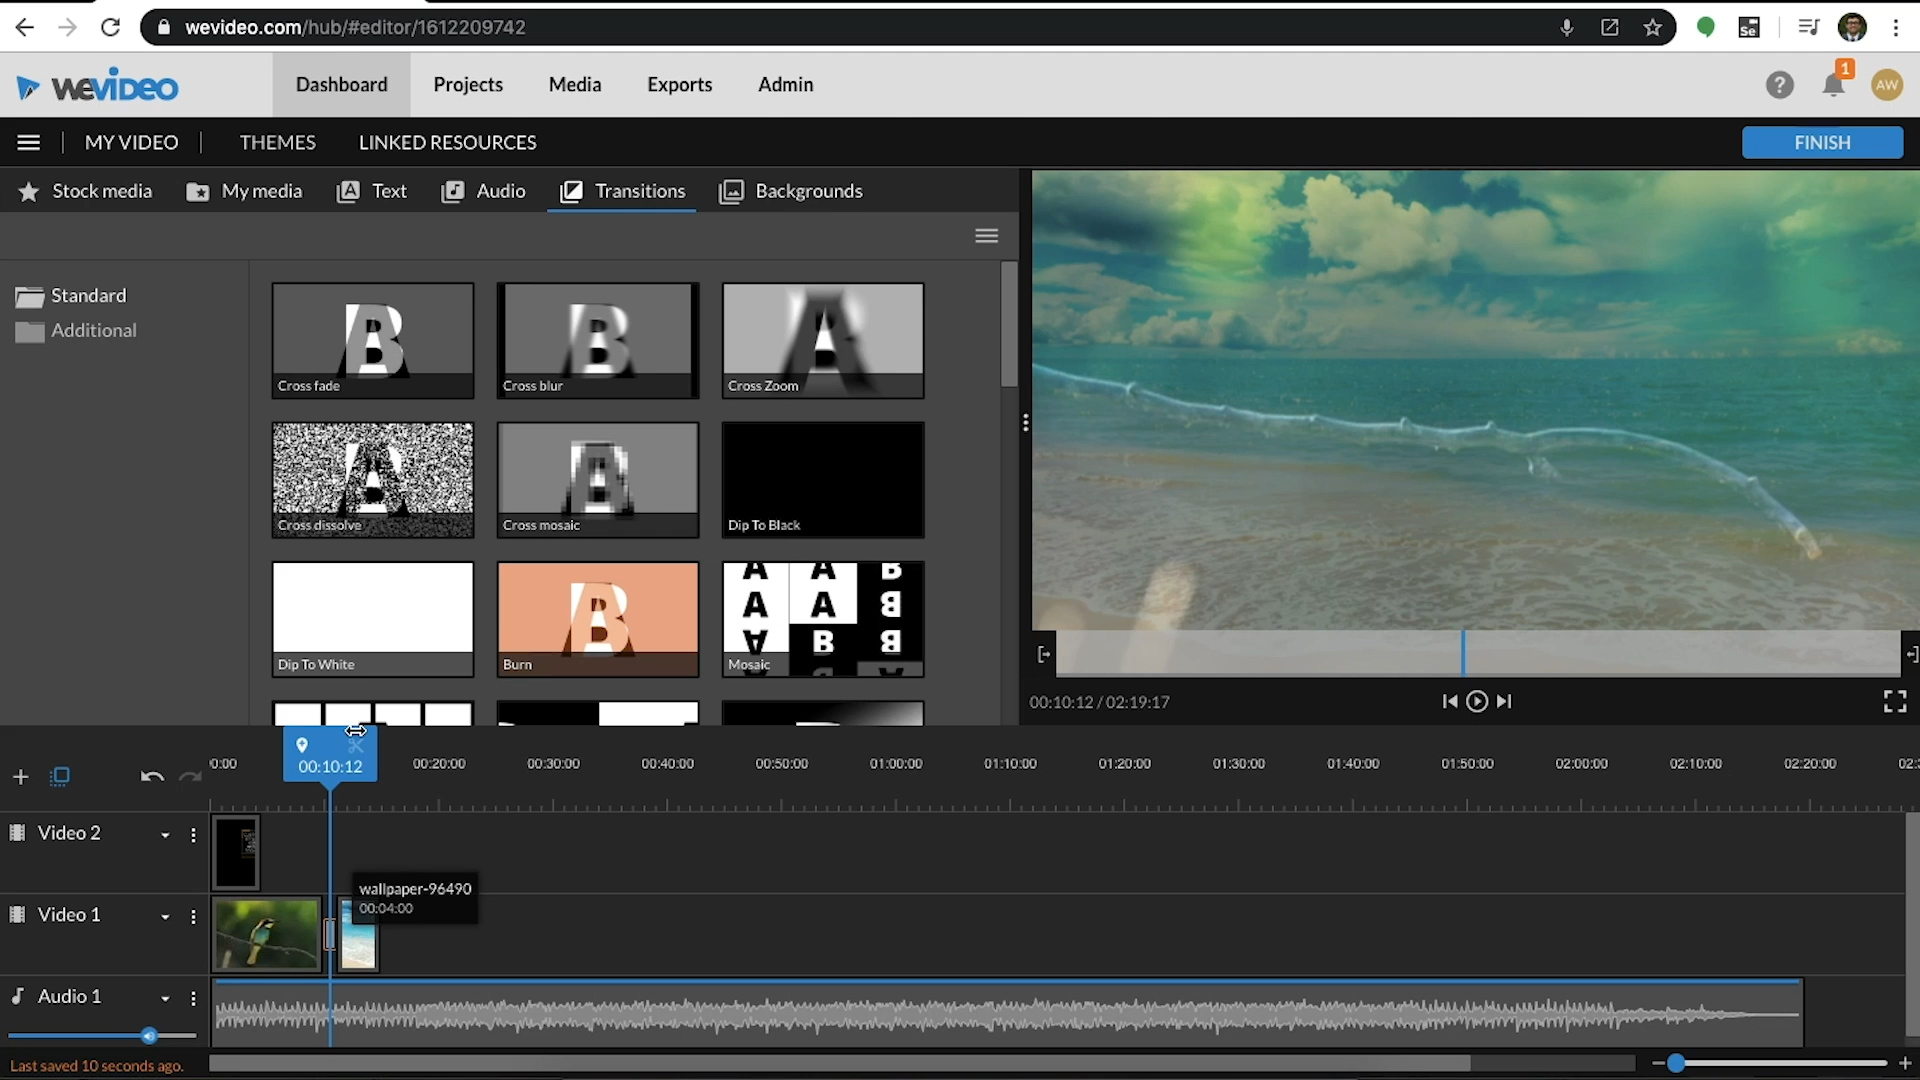 wevideo.com/hub/#editor/1612209742
Se
WEVIDEO
Dashboard
Projects
Media
Exports
Admin
?
1
AW
MY VIDEO
THEMES
LINKED RESOURCES
FINISH
Stock media
My media
A Text
Audio
Transitions
Backgrounds
Standard
Additional
A B
Cross fade
A B
Cross blur
A
Cross Zoom
A B
Cross dissolve
A B
Cross mosaic
Dip To Black
Dip To White
A B
Burn
A A B
A A B
A B B
Mosaic
00:10:12 / 02:19:17
0:00
00:10:12
00:20:00
00:30:00
00:40:00
00:50:00
01:00:00
01:10:00
01:20:00
01:30:00
01:40:00
01:50:00
02:00:00
02:10:00
02:20:00
Video 2
wallpaper-96490
00:04:00
Video 1
Audio 1
Last saved 10 seconds ago.